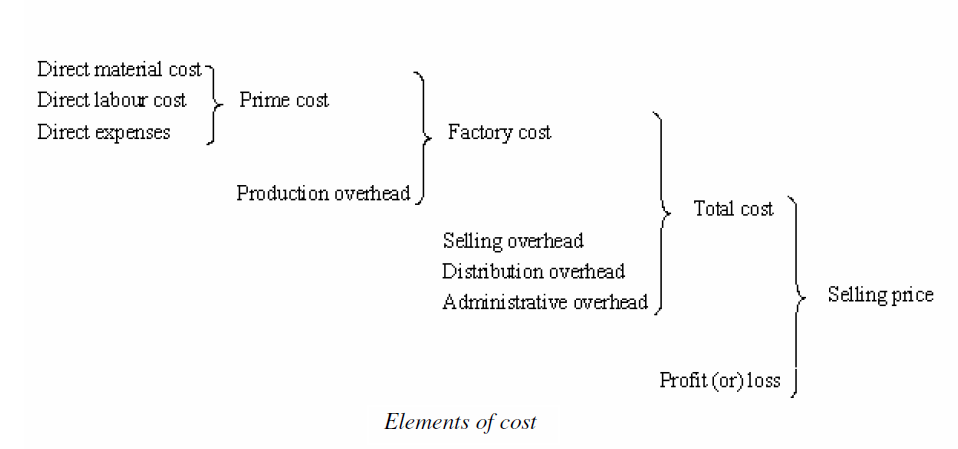 Direct material cost
Direct labour cost
Direct expenses
Prime cost
Production overhead
Factory cost
Selling overhead
Distribution overhead
Administrative overhead
Total cost
Profit (or) loss
Selling price
Elements of cost